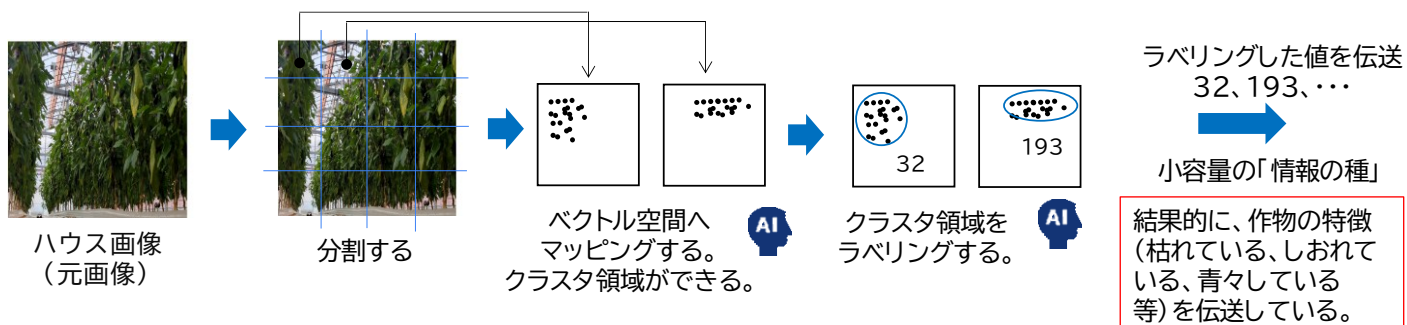 ハウス画像
（元画像）
分割する
ベクトル空間へ
マッピングする。
クラスタ領域ができる。
AI
32
193
クラスタ領域を
ラベリングする。
AI
ラベリングした値を伝送
32、193、・・・
小容量の「情報の種」
結果的に、作物の特徴
（枯れている、しおれて
いる、青々している
等）を伝送している。